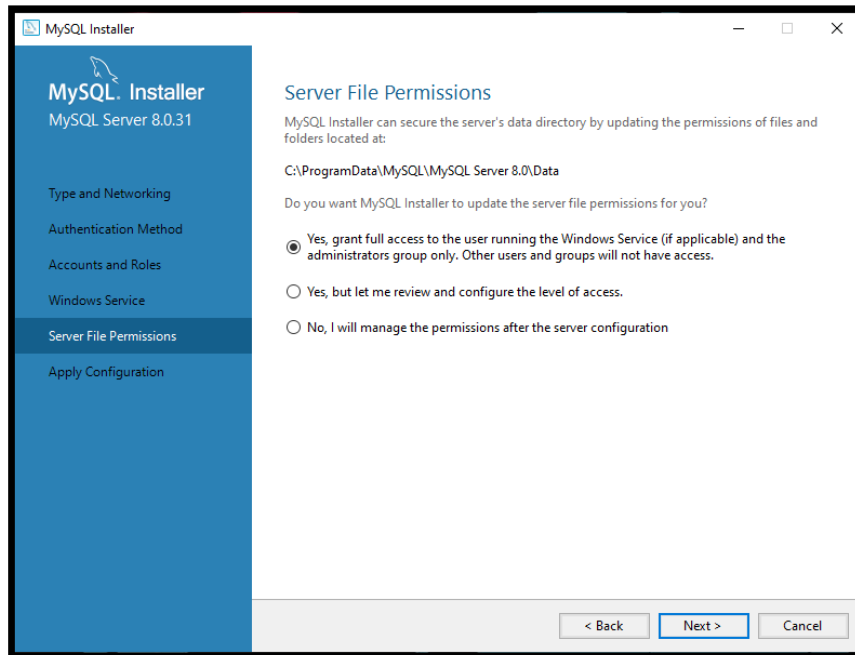 MySQL Installer
MySQL. Installer
MySQL Server 8.0.31
Type and Networking
Authentication Method
Accounts and Roles
Windows Service
Server File Permissions
Apply Configuration
Server File Permissions
MySQL Installer can secure the server's data directory by updating the permissions of files and
folders located at:
C:\ProgramData\MySQL\MySQL Server 8.0\Data
Do you want MySQL Installer to update the server file permissions for you?
Yes, grant full access to the user running the Windows Service (if applicable) and the
administrators group only. Other users and groups will not have access.
Yes, but let me review and configure the level of access.
No, I will manage the permissions after the server configuration
< Back
Next >
Cancel